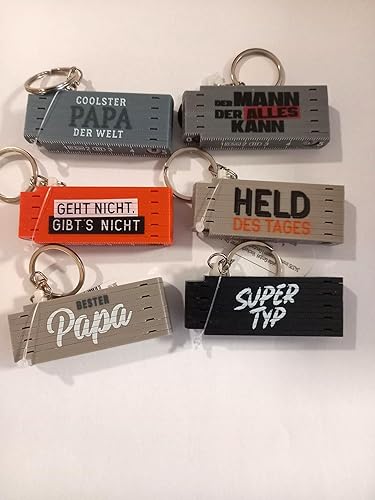 COOLSTER
PAPA
DER WELT
DER MANN
DER ALLES
KANN
GEHT NICHT.
GIBT'S NICHT
HELD
DES TAGES
BESTER
Papa
SUPER
TYP